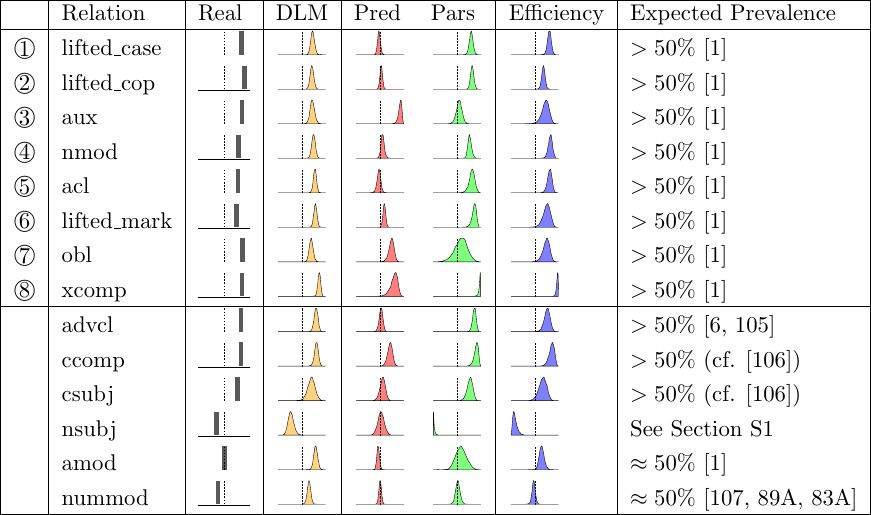 Relation Real DLM Pred Pars Efficiency Expected Prevalence
① lifted_case > 50% [1]
② lifted_cop > 50% [1]
③ aux > 50% [1]
④ nmod > 50% [1]
⑤ acl > 50% [1]
⑥ lifted_mark > 50% [1]
⑦ obl > 50% [1]
⑧ xcomp > 50% [1]
advcl > 50% [6, 105]
ccomp > 50% (cf. [106])
csubj > 50% (cf. [106])
nsubj See Section S1
amod ≈ 50% [1]
nummod ≈ 50% [107, 89A, 83A]